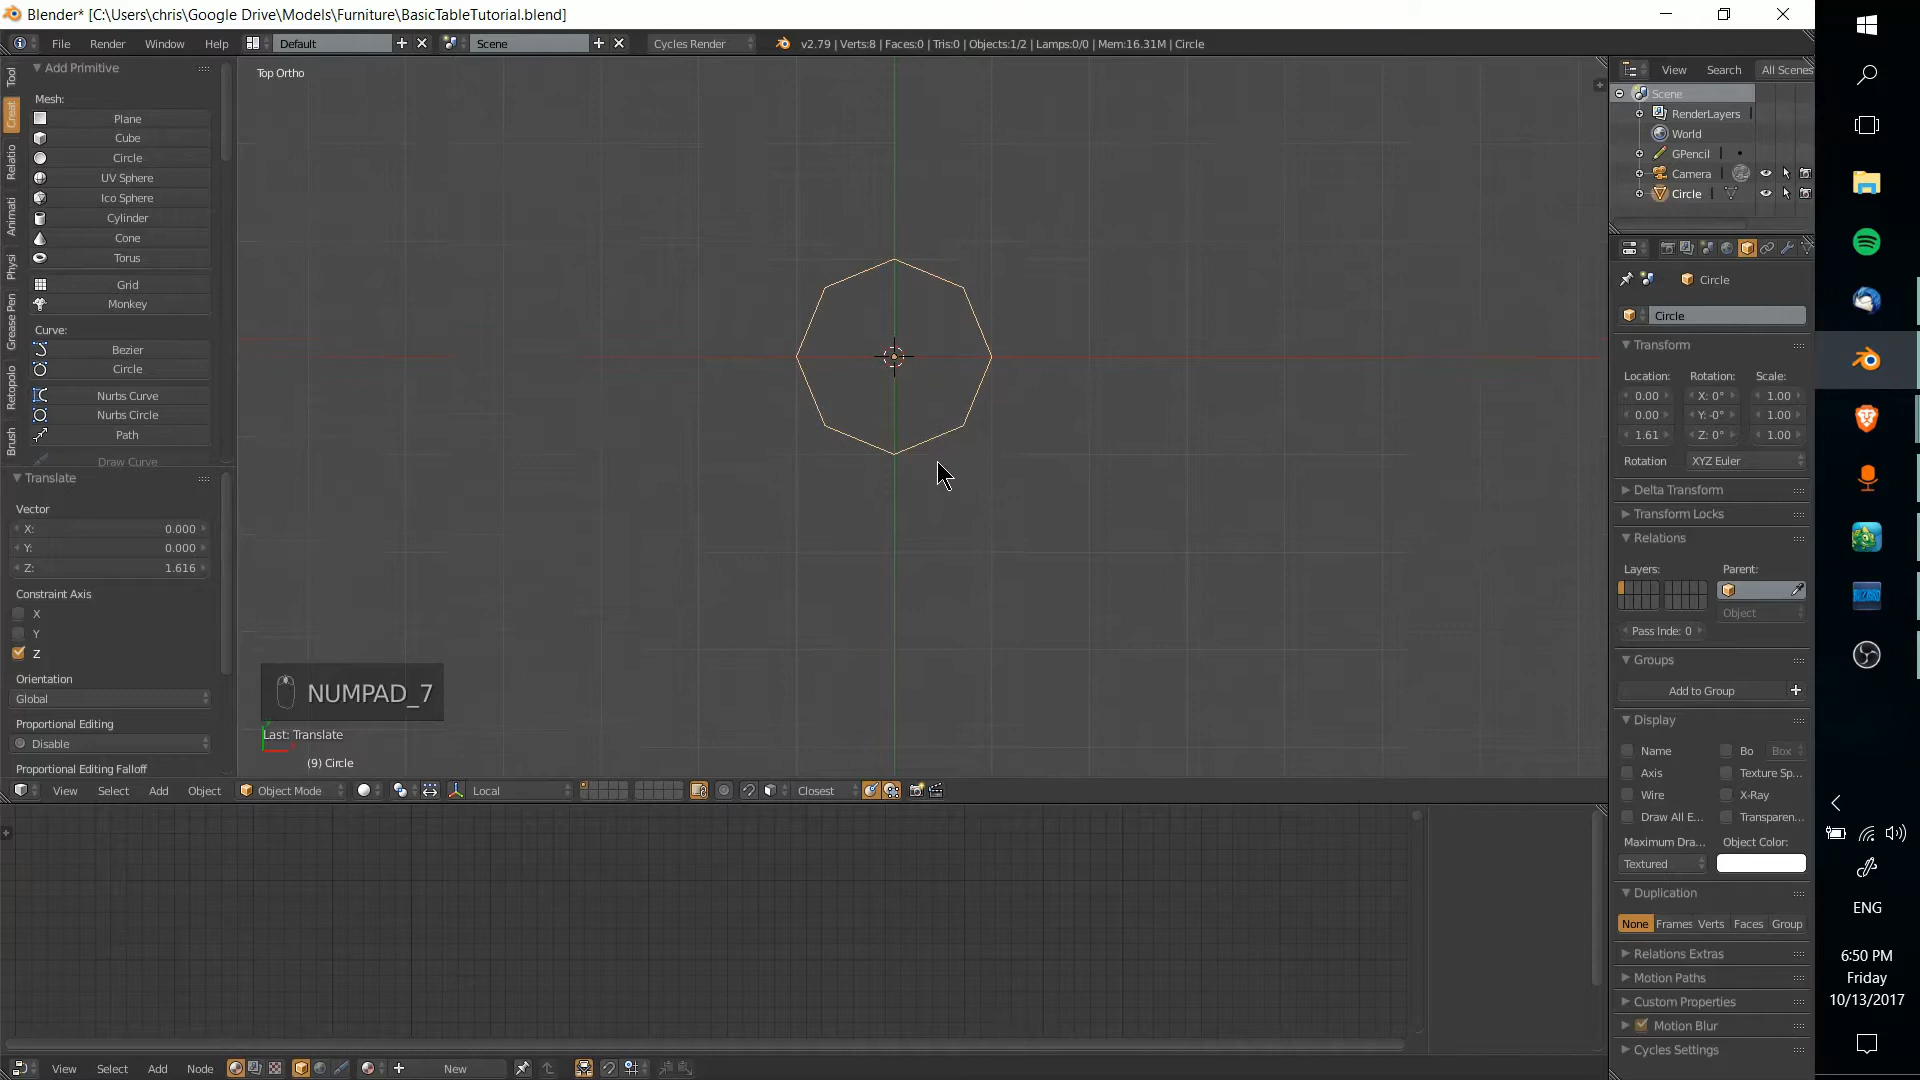 Blender* [C:\Users\chris\Google Drive\Models\Furniture\BasicTableTutorial.blend]
File Render Window Help Default Scene Cycles Render v2.79 | Verts:8 | Faces:0 | Tris:0 | Objects:1/2 | Lamps:0/0 | Mem:16.31M | Circle
Tool
Creat
Relatio
Animati
Physi
Grease Pen
Retopolo
Brush
Add Primitive
Mesh:
Plane
Cube
Circle
UV Sphere
Ico Sphere
Cylinder
Cone
Torus
Grid
Monkey
Curve:
Bezier
Circle
Nurbs Curve
Nurbs Circle
Path
Draw Curve
Translate
Vector
X: 0.000
Y: 0.000
Z: 1.616
Constraint Axis
X
Y
Z
Orientation
Global
Proportional Editing
Disable
Proportional Editing Falloff
Top Ortho
NUMPAD_7
Last: Translate
(9) Circle
View Select Add Object Object Mode Local Closest
View Select Add Node New
View Search All Scenes
Scene
RenderLayers
World
GPencil
Camera
Circle
Circle
Circle
Transform
Location: Rotation: Scale:
0.00 X: 0° 1.00
0.00 Y: -0° 1.00
1.61 Z: 0° 1.00
Rotation XYZ Euler
Delta Transform
Transform Locks
Relations
Layers: Parent:
Object
Pass Inde: 0
Groups
Add to Group
Display
Name Bo Box
Axis Texture Sp...
Wire X-Ray
Draw All E... Transparen...
Maximum Dra... Object Color:
Textured
Duplication
None Frames Verts Faces Group
Relations Extras
Motion Paths
Custom Properties
Motion Blur
Cycles Settings
ENG
6:50 PM
Friday
10/13/2017